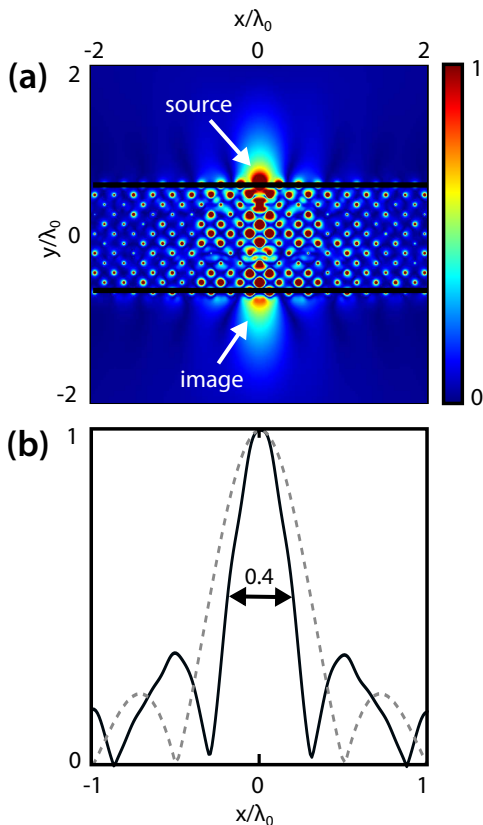 x/λ0
-2 0 2
(a)
2
source
1
y/λ0
0
image
-2
0
(b)
1
0.4
0
-1 0 1
x/λ0